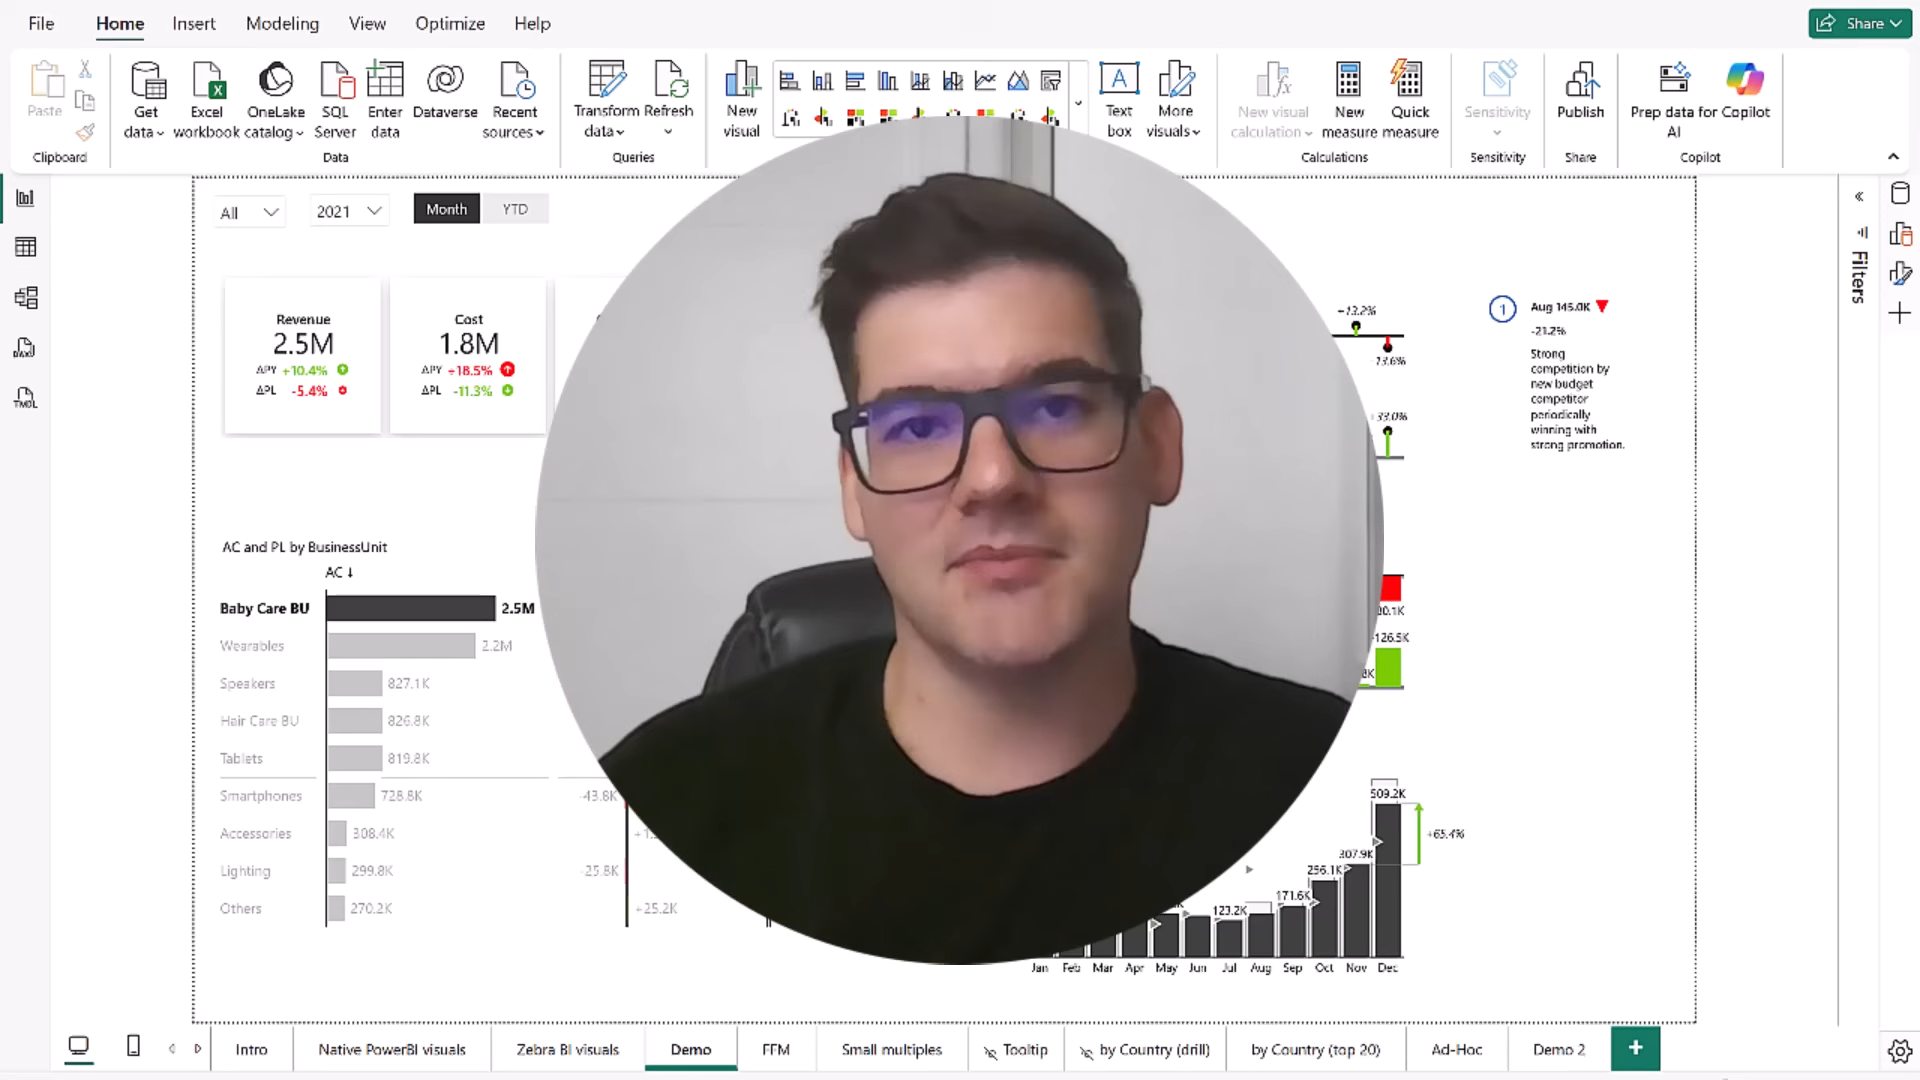 File Home Insert Modeling View Optimize Help
Share
Paste
Get data
Excel workbook
OneLake catalog
SQL Server
Enter data
Dataverse
Recent sources
Transform data
Refresh
New visual
Text box
More visuals
New visual calculation
New measure
Quick measure
Sensitivity
Publish
Prep data for AI
Copilot
Clipboard
Data
Queries
Calculations
Sensitivity
Share
Copilot
All
2021
Month
YTD
Filters
TMDL
Revenue
2.5M
ΔPY +10.4%
ΔPL -5.4%
Cost
1.8M
ΔPY +18.5%
ΔPL -11.3%
-13.2%
1
Aug 145.0K
-21.2%
Strong
competition by
new budget
competitor
periodically
winning with
strong promotion.
AC and PL by BusinessUnit
AC ↓
Baby Care BU 2.5M
Wearables 2.2M
Speakers 827.1K
Hair Care BU 826.8K
Tablets 819.8K
Smartphones 728.8K -43.8K
Accessories 308.4K
Lighting 299.8K -25.8K
Others 270.2K +25.2K
509.2K
+65.4%
307.9K
256.1K
171.6K
123.2K
Jan Feb Mar Apr May Jun Jul Aug Sep Oct Nov Dec
Intro
Native PowerBI visuals
Zebra BI visuals
Demo
FFM
Small multiples
Tooltip
by Country (drill)
by Country (top 20)
Ad-Hoc
Demo 2
+